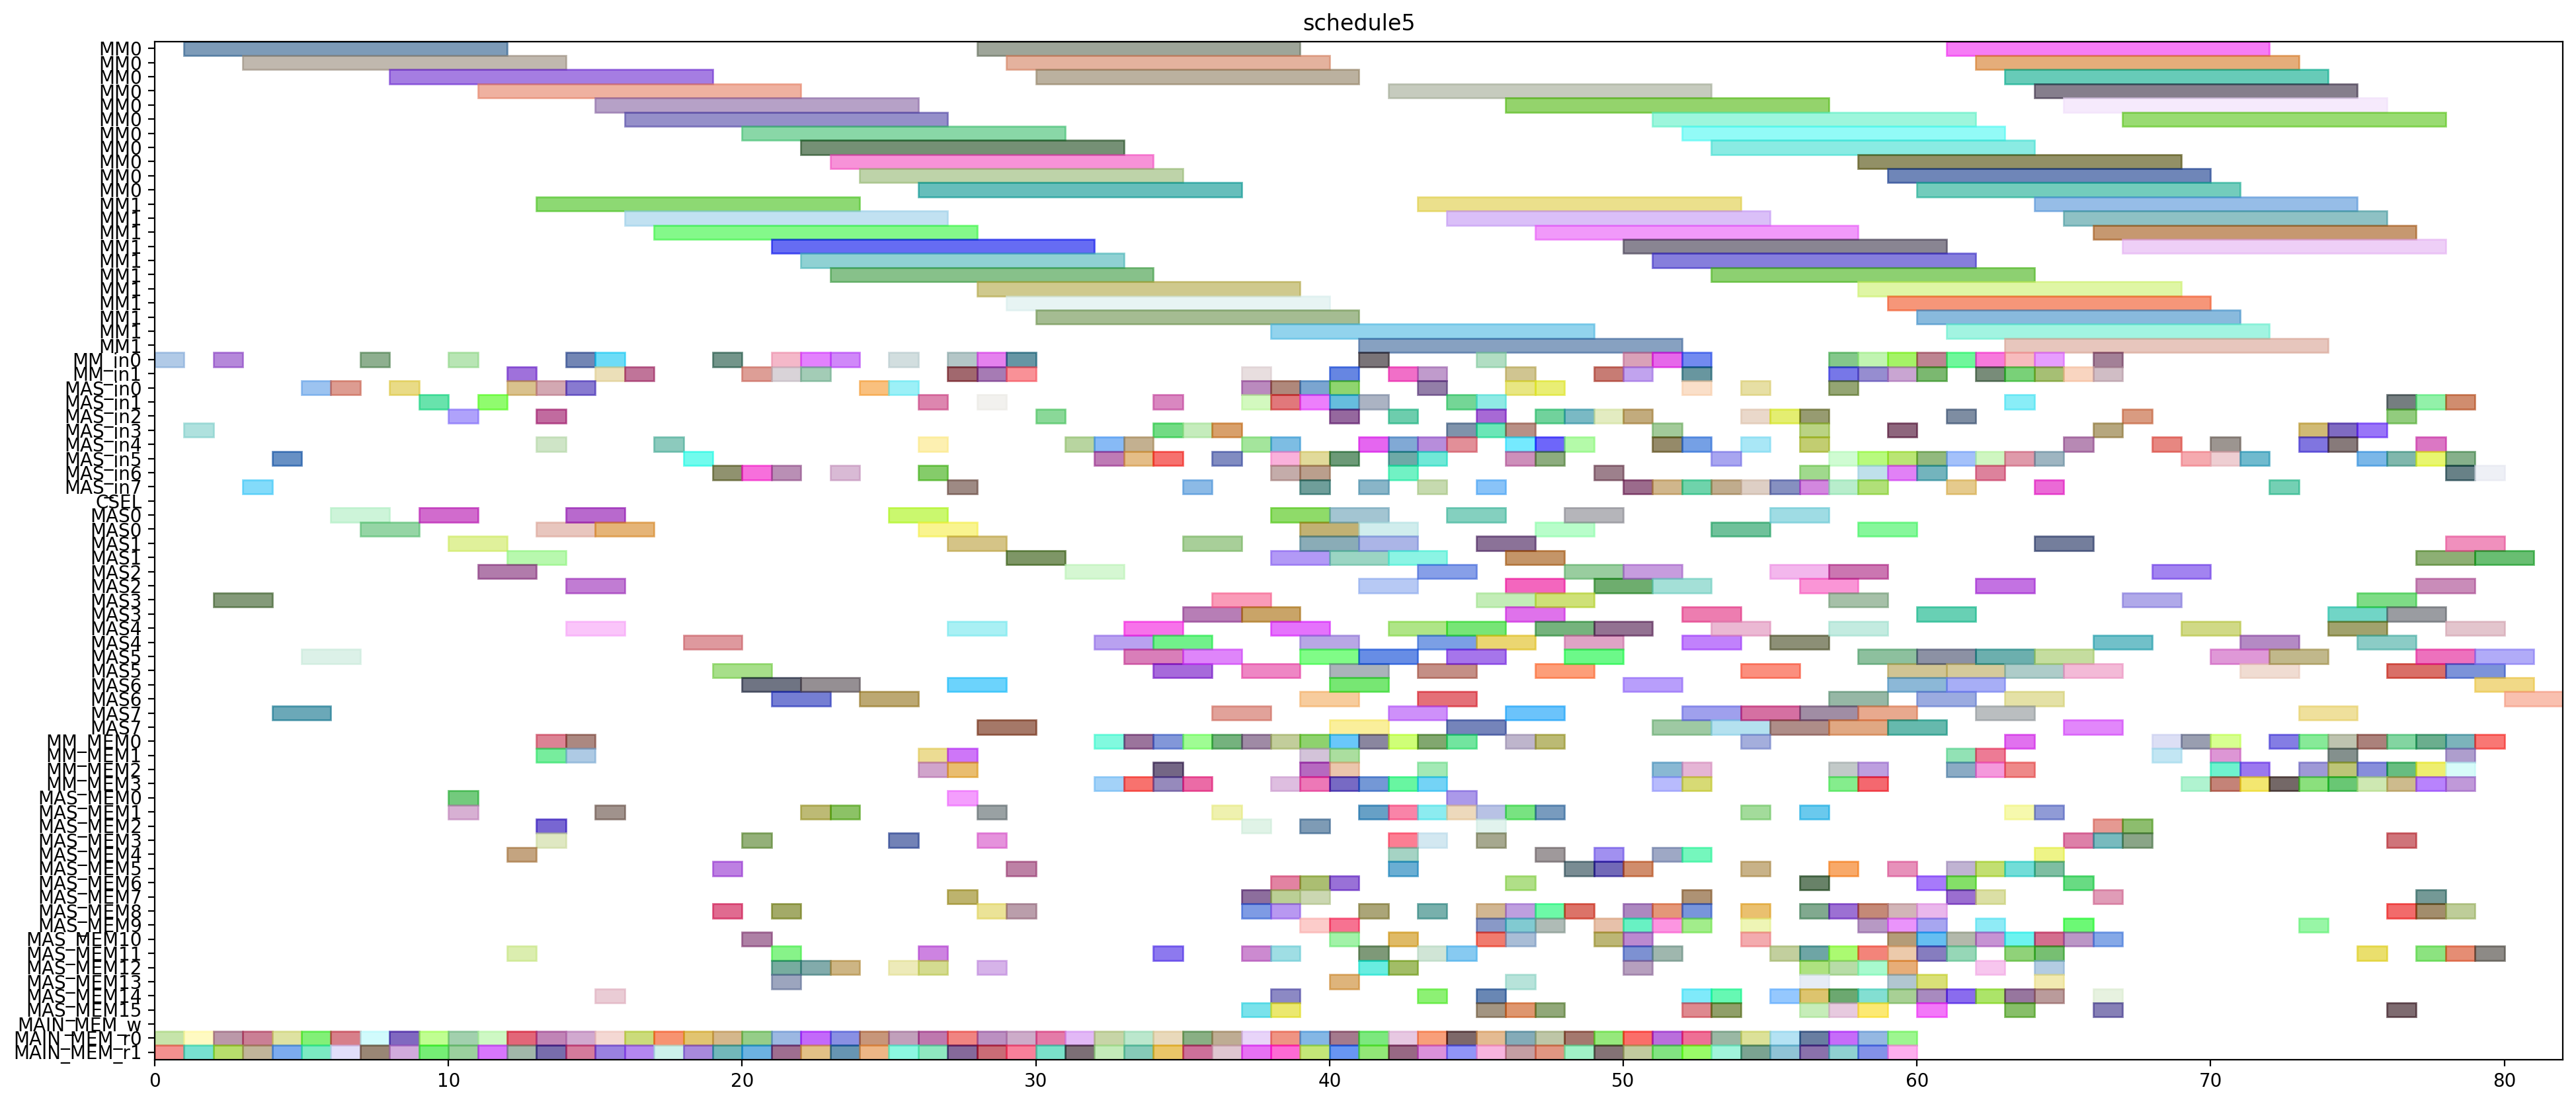 schedule5
MM0
MM0
MM0
MM0
MM0
MM0
MM0
MM0
MM0
MM0
MM0
MM1
MM1
MM1
MM1
MM1
MM1
MM1
MM1
MM1
MM1
MM1
MM_in0
MM_in1
MAS_in0
MAS_in1
MAS_in2
MAS_in3
MAS_in4
MAS_in5
MAS_in6
MAS_in7
CSEL
MAS0
MAS0
MAS1
MAS1
MAS2
MAS2
MAS3
MAS3
MAS4
MAS4
MAS5
MAS5
MAS6
MAS6
MAS7
MAS7
MM_MEM0
MM_MEM1
MM_MEM2
MM_MEM3
MAS_MEM0
MAS_MEM1
MAS_MEM2
MAS_MEM3
MAS_MEM4
MAS_MEM5
MAS_MEM6
MAS_MEM7
MAS_MEM8
MAS_MEM9
MAS_MEM10
MAS_MEM11
MAS_MEM12
MAS_MEM13
MAS_MEM14
MAS_MEM15
MAIN_MEM_w
MAIN_MEM_r0
MAIN_MEM_r1
0 10 20 30 40 50 60 70 80